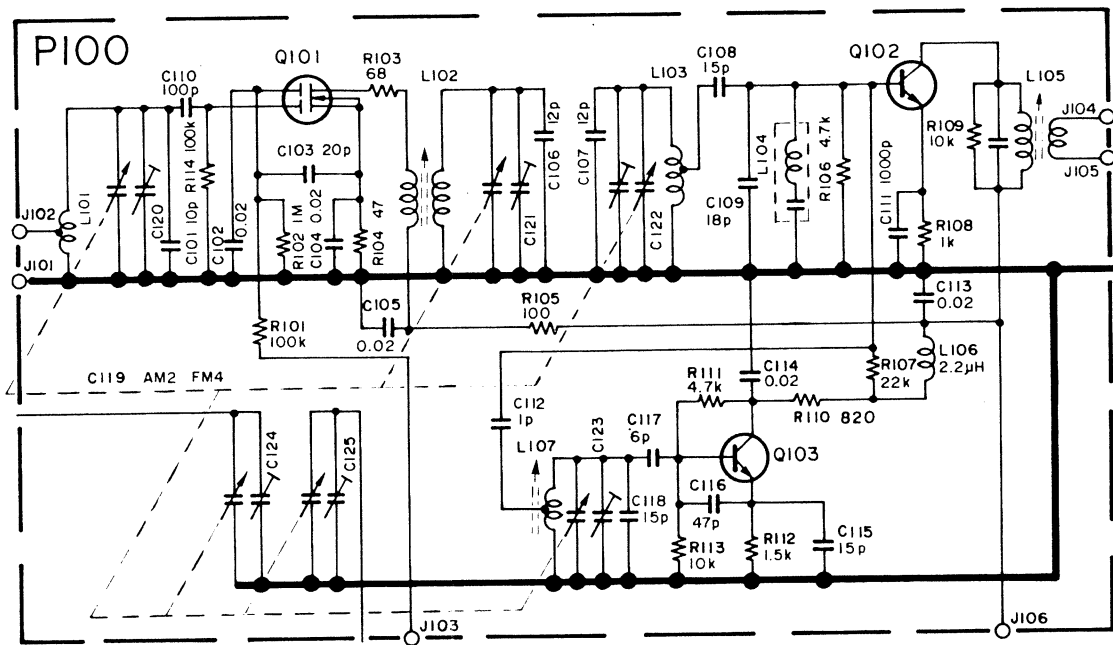 P100
C110
100p
Q101
R103
68
L102
C108
15p
L103
Q102
L105
J104
J105
12p
C106
12p
C107
R114 100k
C103 20p
L104
R106 4.7k
R109
10k
C111 1000p
J102
L101
C120
C101 10p
C102
0.02
R102 1M
C104 0.02
R104 47
C121
C122
C109
18p
R108
1k
J101
C105
0.02
R105
100
C113
0.02
R101
100k
L106
2.2μH
C119 AM2 FM4
R111
4.7k
C114
0.02
R107
22k
C112
1p
R110 820
C117
6p
L107
C123
Q103
C124
C125
C118
15p
C116
47p
C115
15p
R113
10k
R112
1.5k
J103
J106